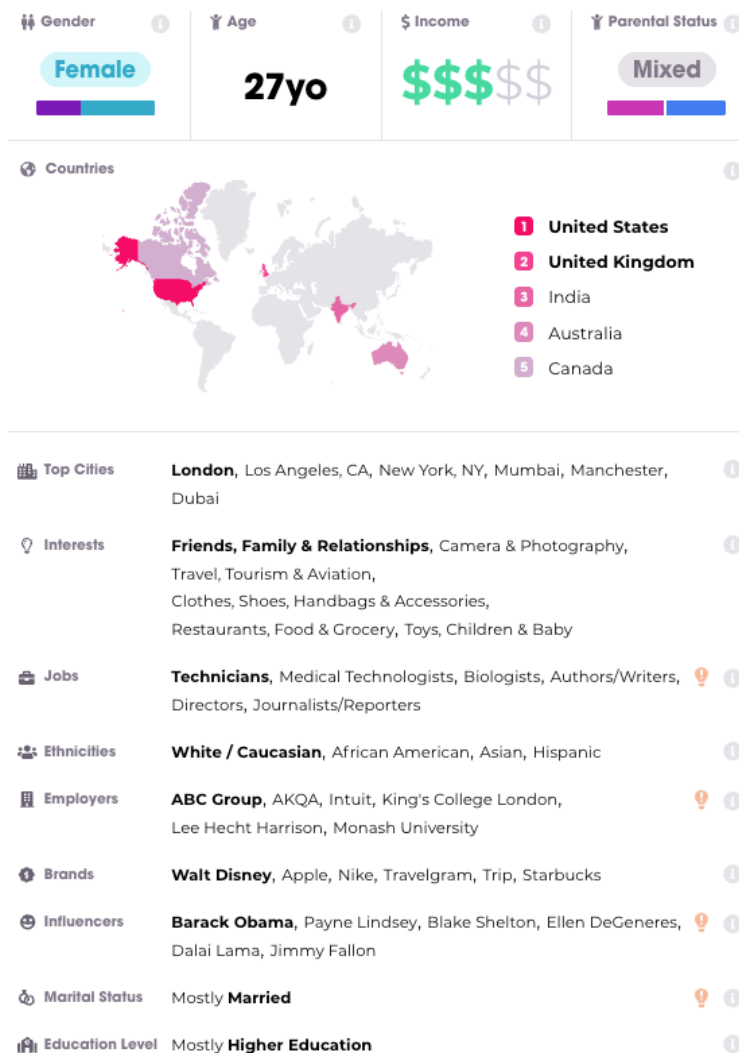 Gender
Age
$ Income
Parental Status
Female
27yo
$$$$$
Mixed
Countries
1 United States
2 United Kingdom
3 India
4 Australia
5 Canada
Top Cities London, Los Angeles, CA, New York, NY, Mumbai, Manchester,
Dubai
Interests Friends, Family & Relationships, Camera & Photography,
Travel, Tourism & Aviation,
Clothes, Shoes, Handbags & Accessories,
Restaurants, Food & Grocery, Toys, Children & Baby
Jobs Technicians, Medical Technologists, Biologists, Authors/Writers,
Directors, Journalists/Reporters
Ethnicities White / Caucasian, African American, Asian, Hispanic
Employers ABC Group, AKQA, Intuit, King's College London,
Lee Hecht Harrison, Monash University
Brands Walt Disney, Apple, Nike, Travelgram, Trip, Starbucks
Influencers Barack Obama, Payne Lindsey, Blake Shelton, Ellen DeGeneres,
Dalai Lama, Jimmy Fallon
Marital Status Mostly Married
Education Level Mostly Higher Education